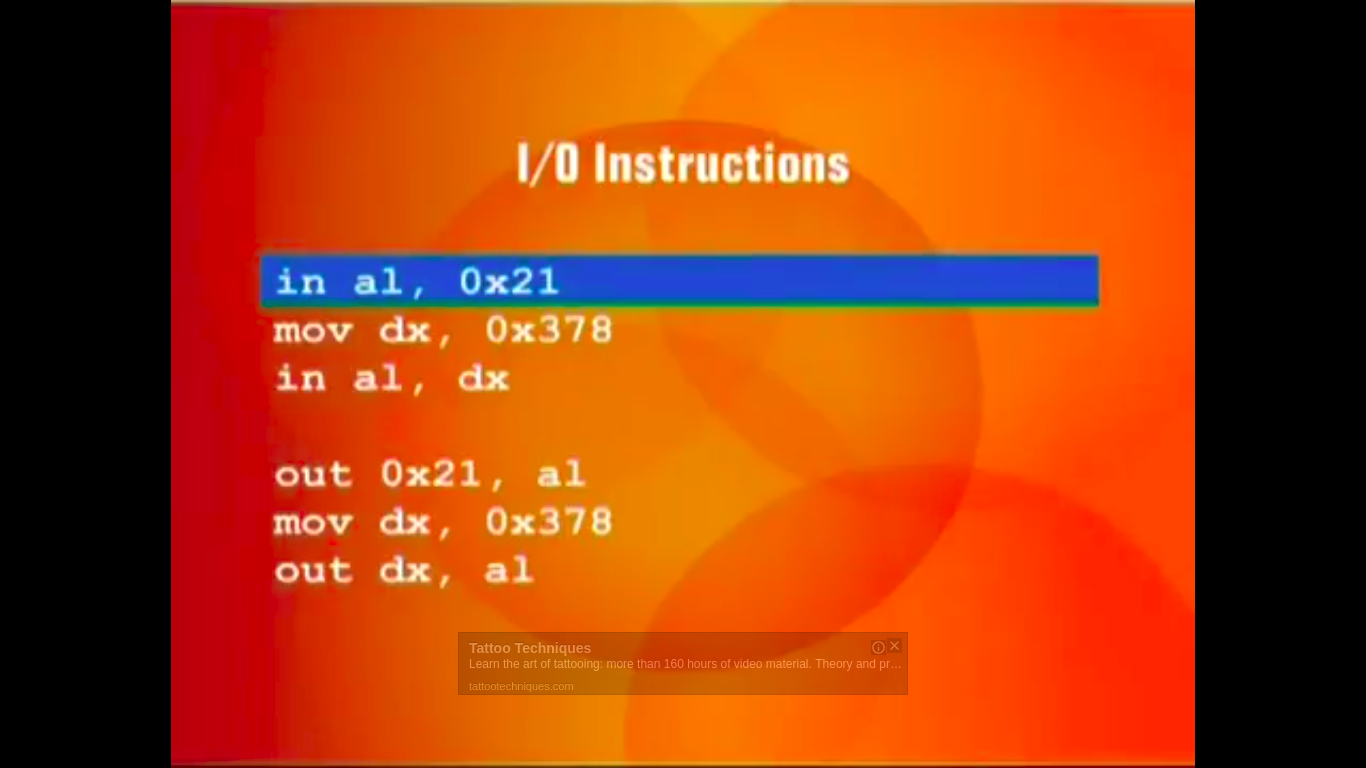 I/O Instructions
in al, 0x21
mov dx, 0x378
in al, dx
out 0x21, al
mov dx, 0x378
out dx, al
Tattoo Techniques
Learn the art of tattooing: more than 160 hours of video material. Theory and pr...
tattootechniques.com